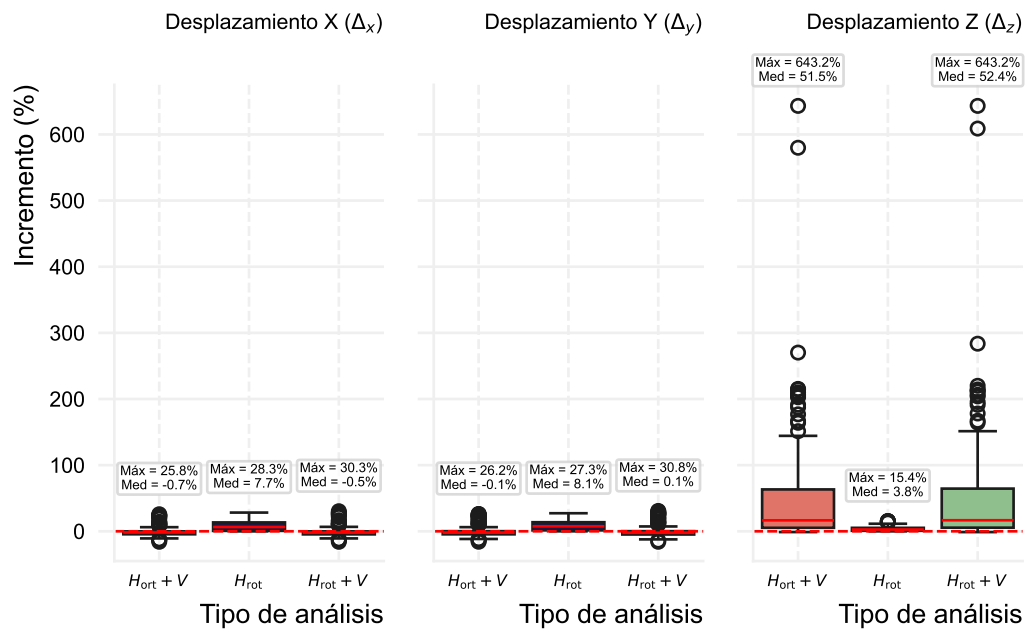 Desplazamiento X (Δx)
Desplazamiento Y (Δy)
Desplazamiento Z (Δz)
Incremento (%)
600
500
400
300
200
100
0
Máx = 25.8%
Med = -0.7%
Máx = 28.3%
Med = 7.7%
Máx = 30.3%
Med = -0.5%
Máx = 26.2%
Med = -0.1%
Máx = 27.3%
Med = 8.1%
Máx = 30.8%
Med = 0.1%
Máx = 643.2%
Med = 51.5%
Máx = 15.4%
Med = 3.8%
Máx = 643.2%
Med = 52.4%
Hort + V
Hrot
Hrot + V
Hort + V
Hrot
Hrot + V
Hort + V
Hrot
Hrot + V
Tipo de análisis
Tipo de análisis
Tipo de análisis